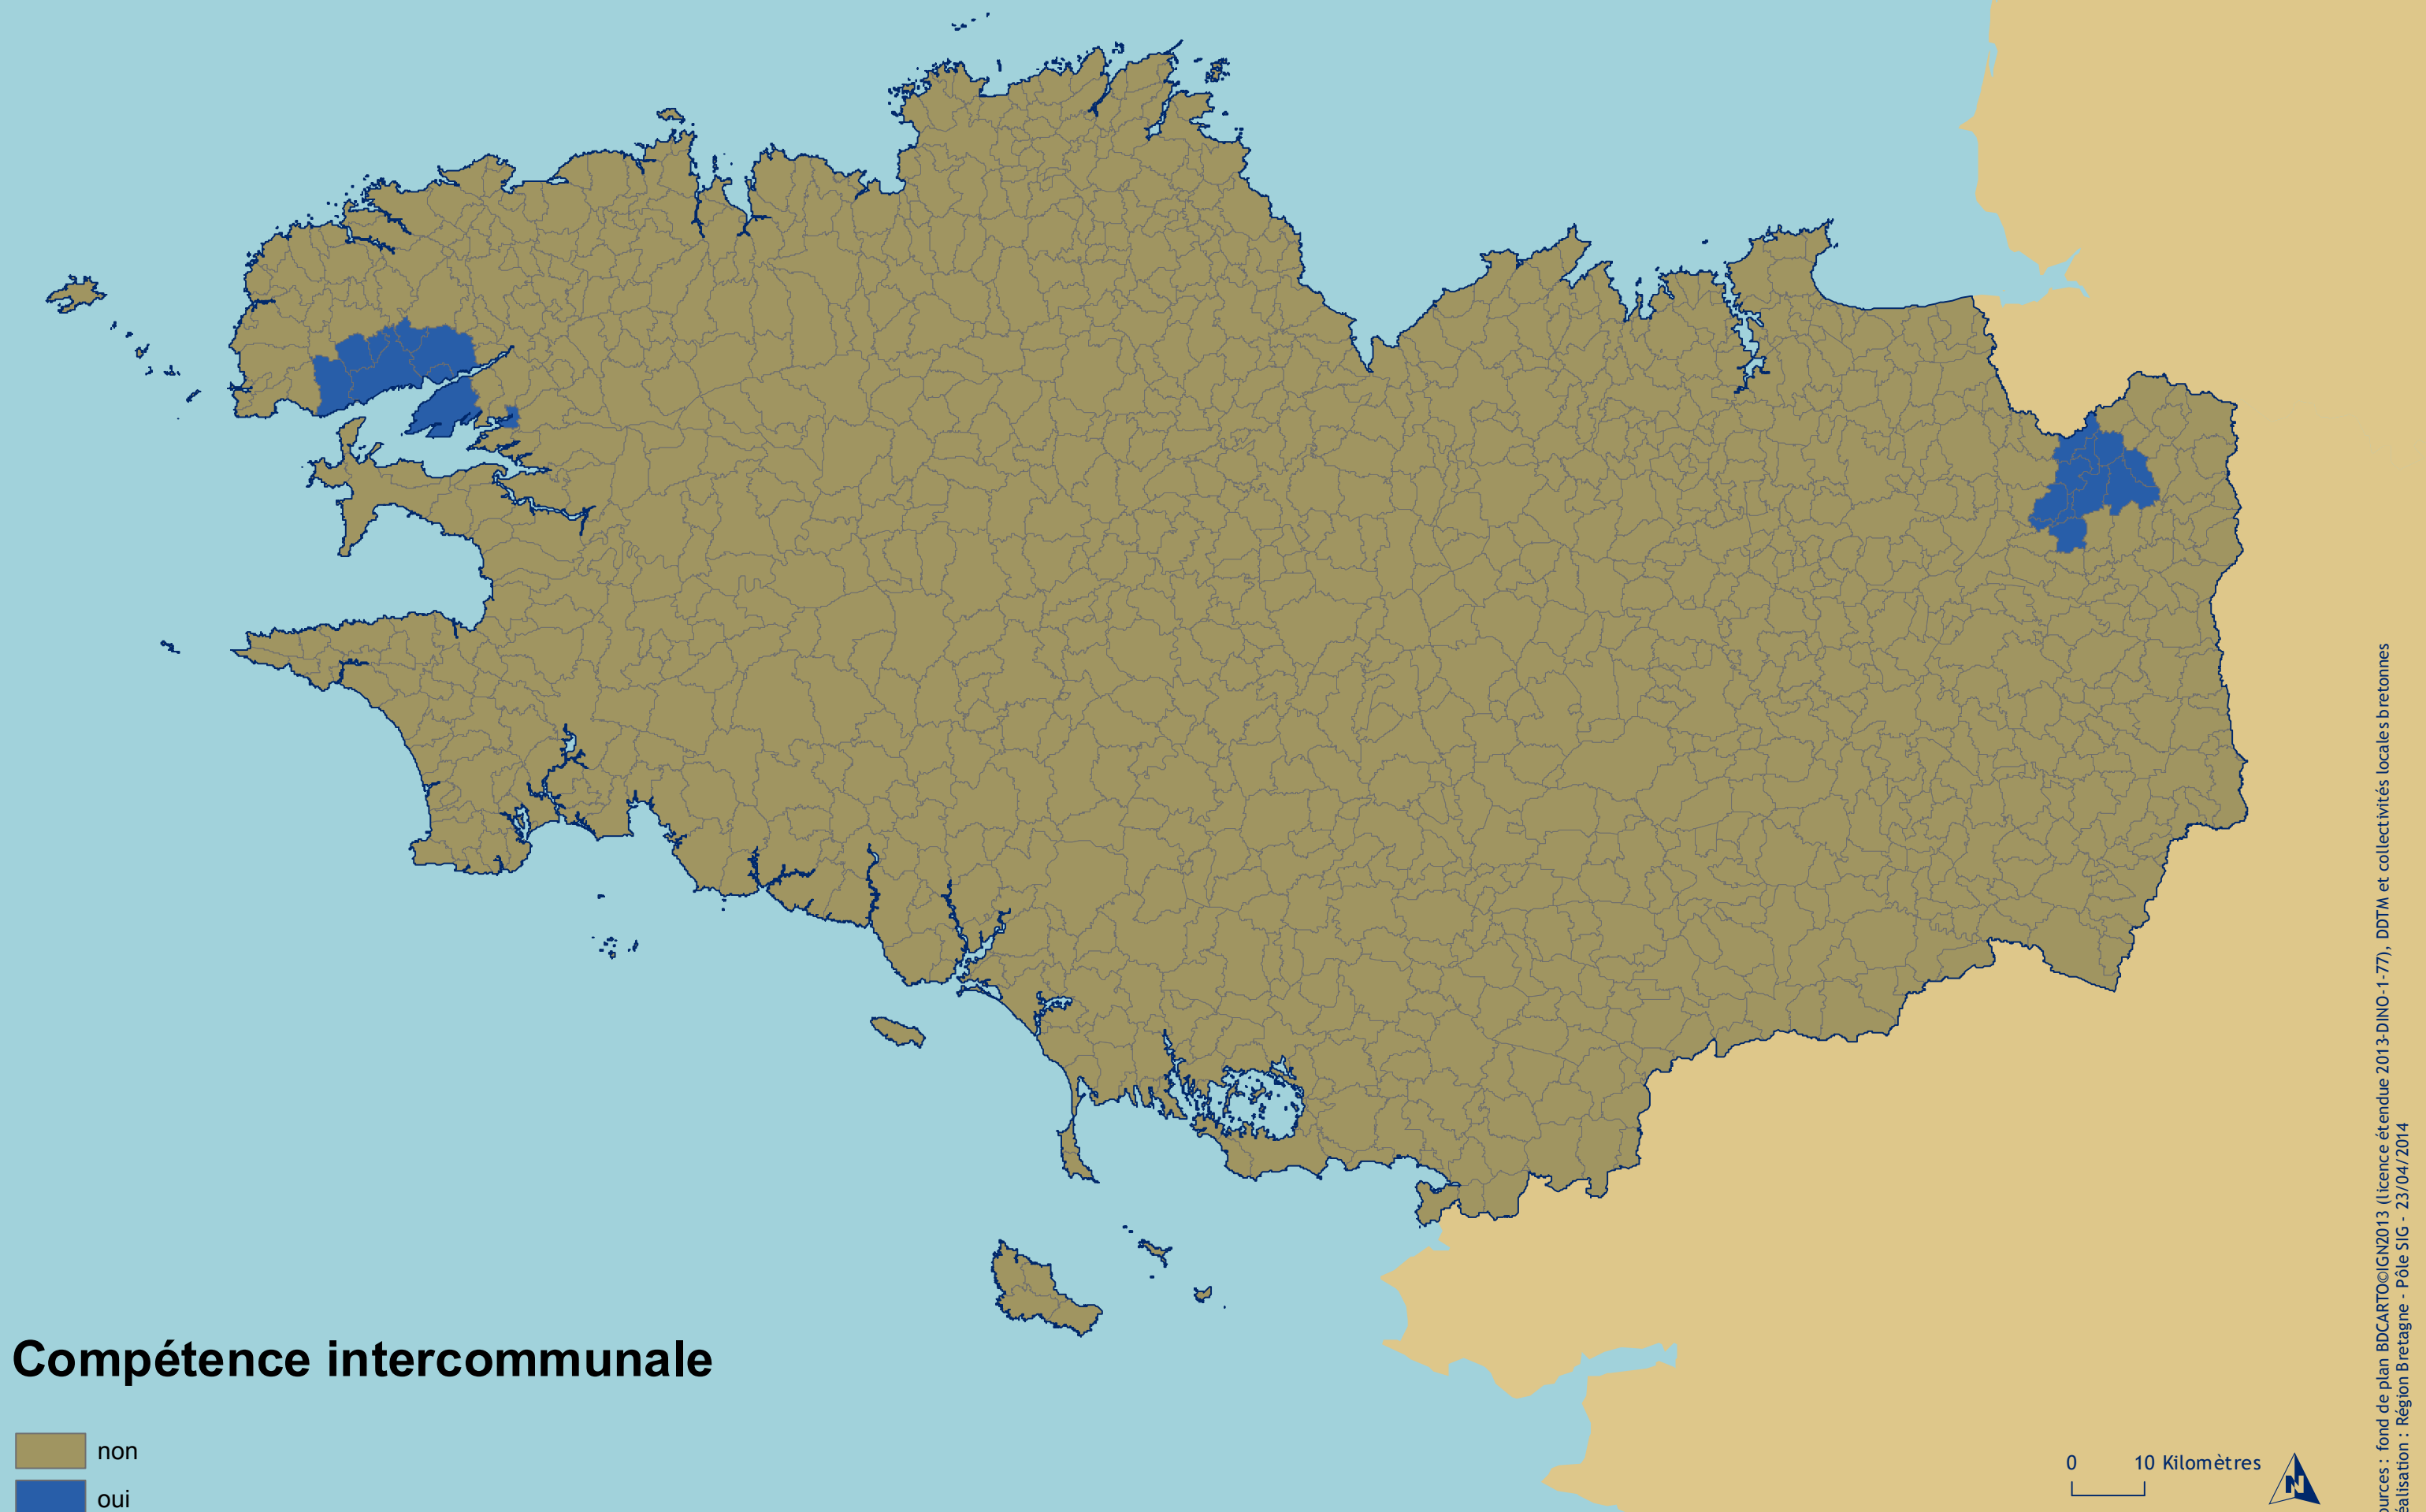 Compétence intercommunale
non
oui
0 10 Kilomètres
N
ources : fond de plan BDCARTO©IGN2013 (licence étendue 2013-DINO-1-77), DDTM et collectivités locales bretonnes
éalisation : Région Bretagne - Pôle SIG - 23/04/2014